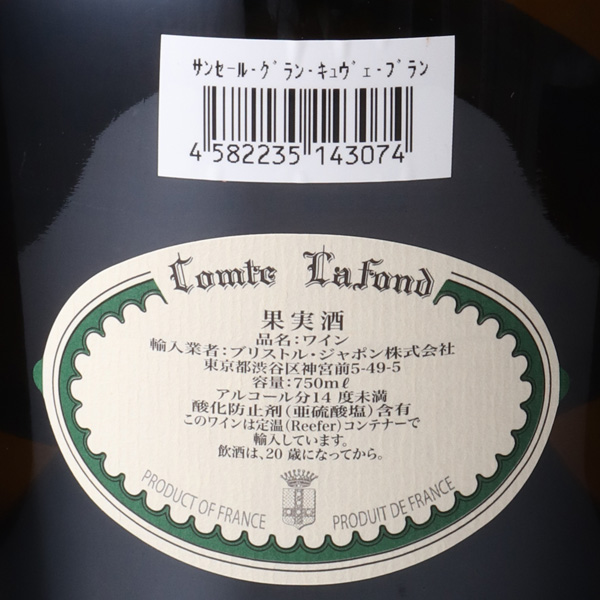 サンセール・グラン・キュヴェ・ブラン
4 582235 143074
Comte Lafond
果実酒
品名：ワイン
輸入業者：ブリストル・ジャポン株式会社
東京都渋谷区神宮前5-49-5
容量：750mℓ
アルコール分14度未満
酸化防止剤（亜硫酸塩）含有
このワインは定温（Reefer）コンテナーで
輸入しています。
飲酒は、20歳になってから。
PRODUCT OF FRANCE
PRODUIT DE FRANCE